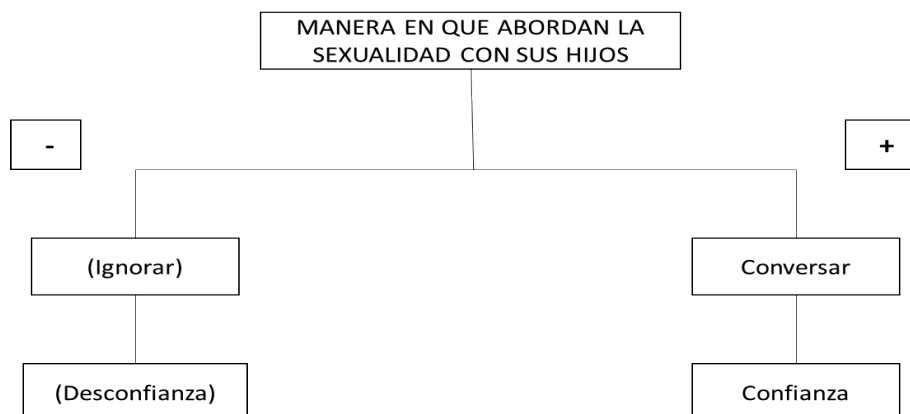 MANERA EN QUE ABORDAN LA
SEXUALIDAD CON SUS HIJOS
-
+
(Ignorar)
Conversar
(Desconfianza)
Confianza